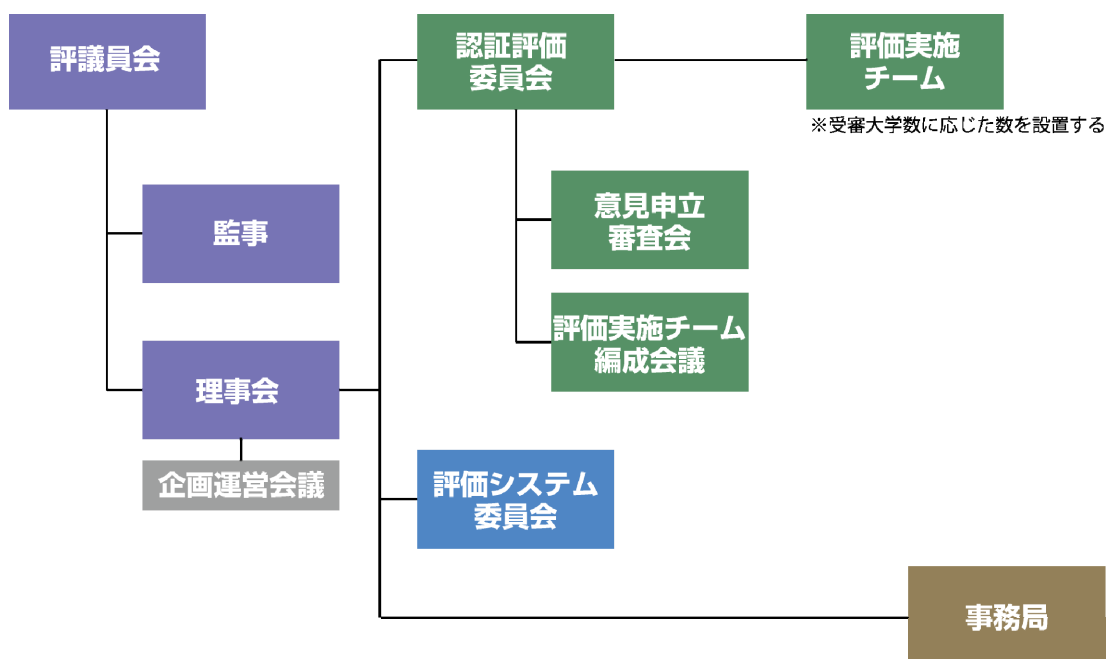 評議員会
監事
理事会
企画運営会議
認証評価
委員会
評価実施
チーム
※受審大学数に応じた数を設置する
意見申立
審査会
評価実施チーム
編成会議
評価システム
委員会
事務局